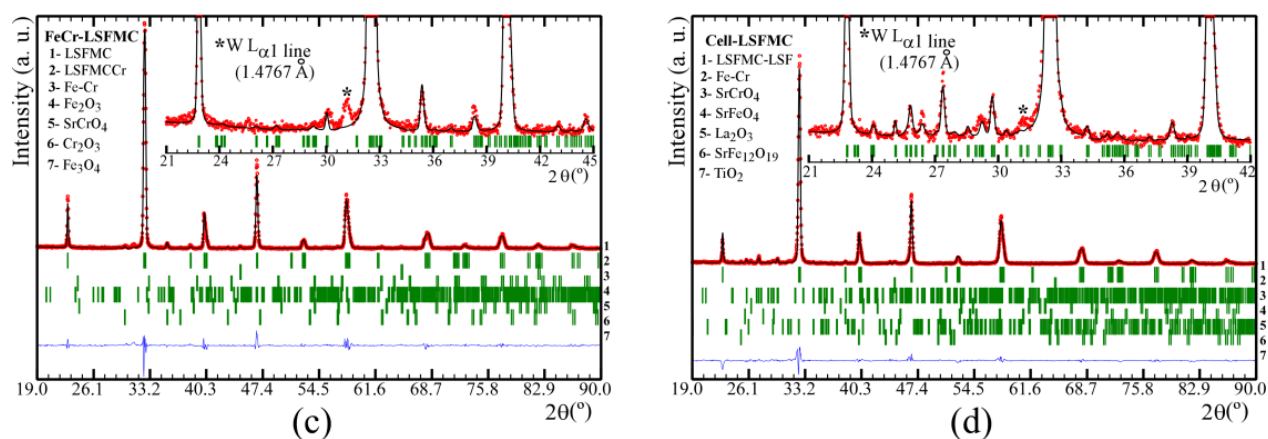 Intensity (a. u.)
FeCr-LSFMC
1- LSFMC
2- LSFMCCr
3- Fe-Cr
4- Fe2O3
5- SrCrO4
6- Cr2O3
7- Fe3O4
*W Lα1 line
(1.4767 Å)
21 24 27 30 33 36 39 42 45
2θ(º)
1
2
3
4
5
6
7
19.0 26.1 33.2 40.3 47.4 54.5 61.6 68.7 75.8 82.9 90.0
2θ(º)
(c)
Intensity (a. u.)
Cell-LSFMC
1- LSFMC-LSF
2- Fe-Cr
3- SrCrO4
4- SrFeO4
5- La2O3
6- SrFe12O19
7- TiO2
*W Lα1 line
(1.4767 Å)
21 24 27 30 33 36 39 42
2θ(º)
1
2
3
4
5
6
7
19.0 26.1 33.2 40.3 47.4 54.5 61.6 68.7 75.8 82.9 90.0
2θ(º)
(d)